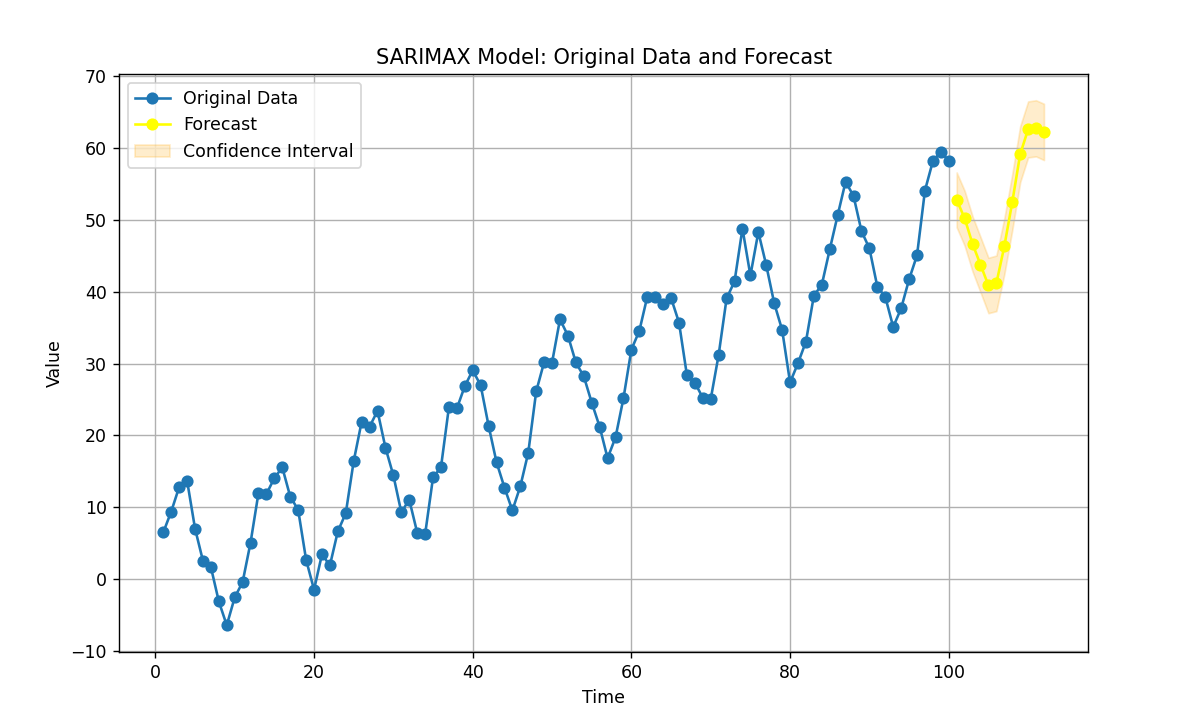 SARIMAX Model: Original Data and Forecast
Original Data
Forecast
Confidence Interval
Value
70
60
50
40
30
20
10
0
−10
0 20 40 60 80 100
Time